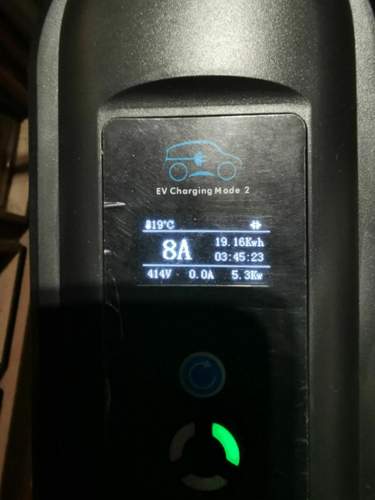 EV Charging Mode 2
19°C
8A
19.16Kwh
03:45:23
414V 0.0A 5.3Kw